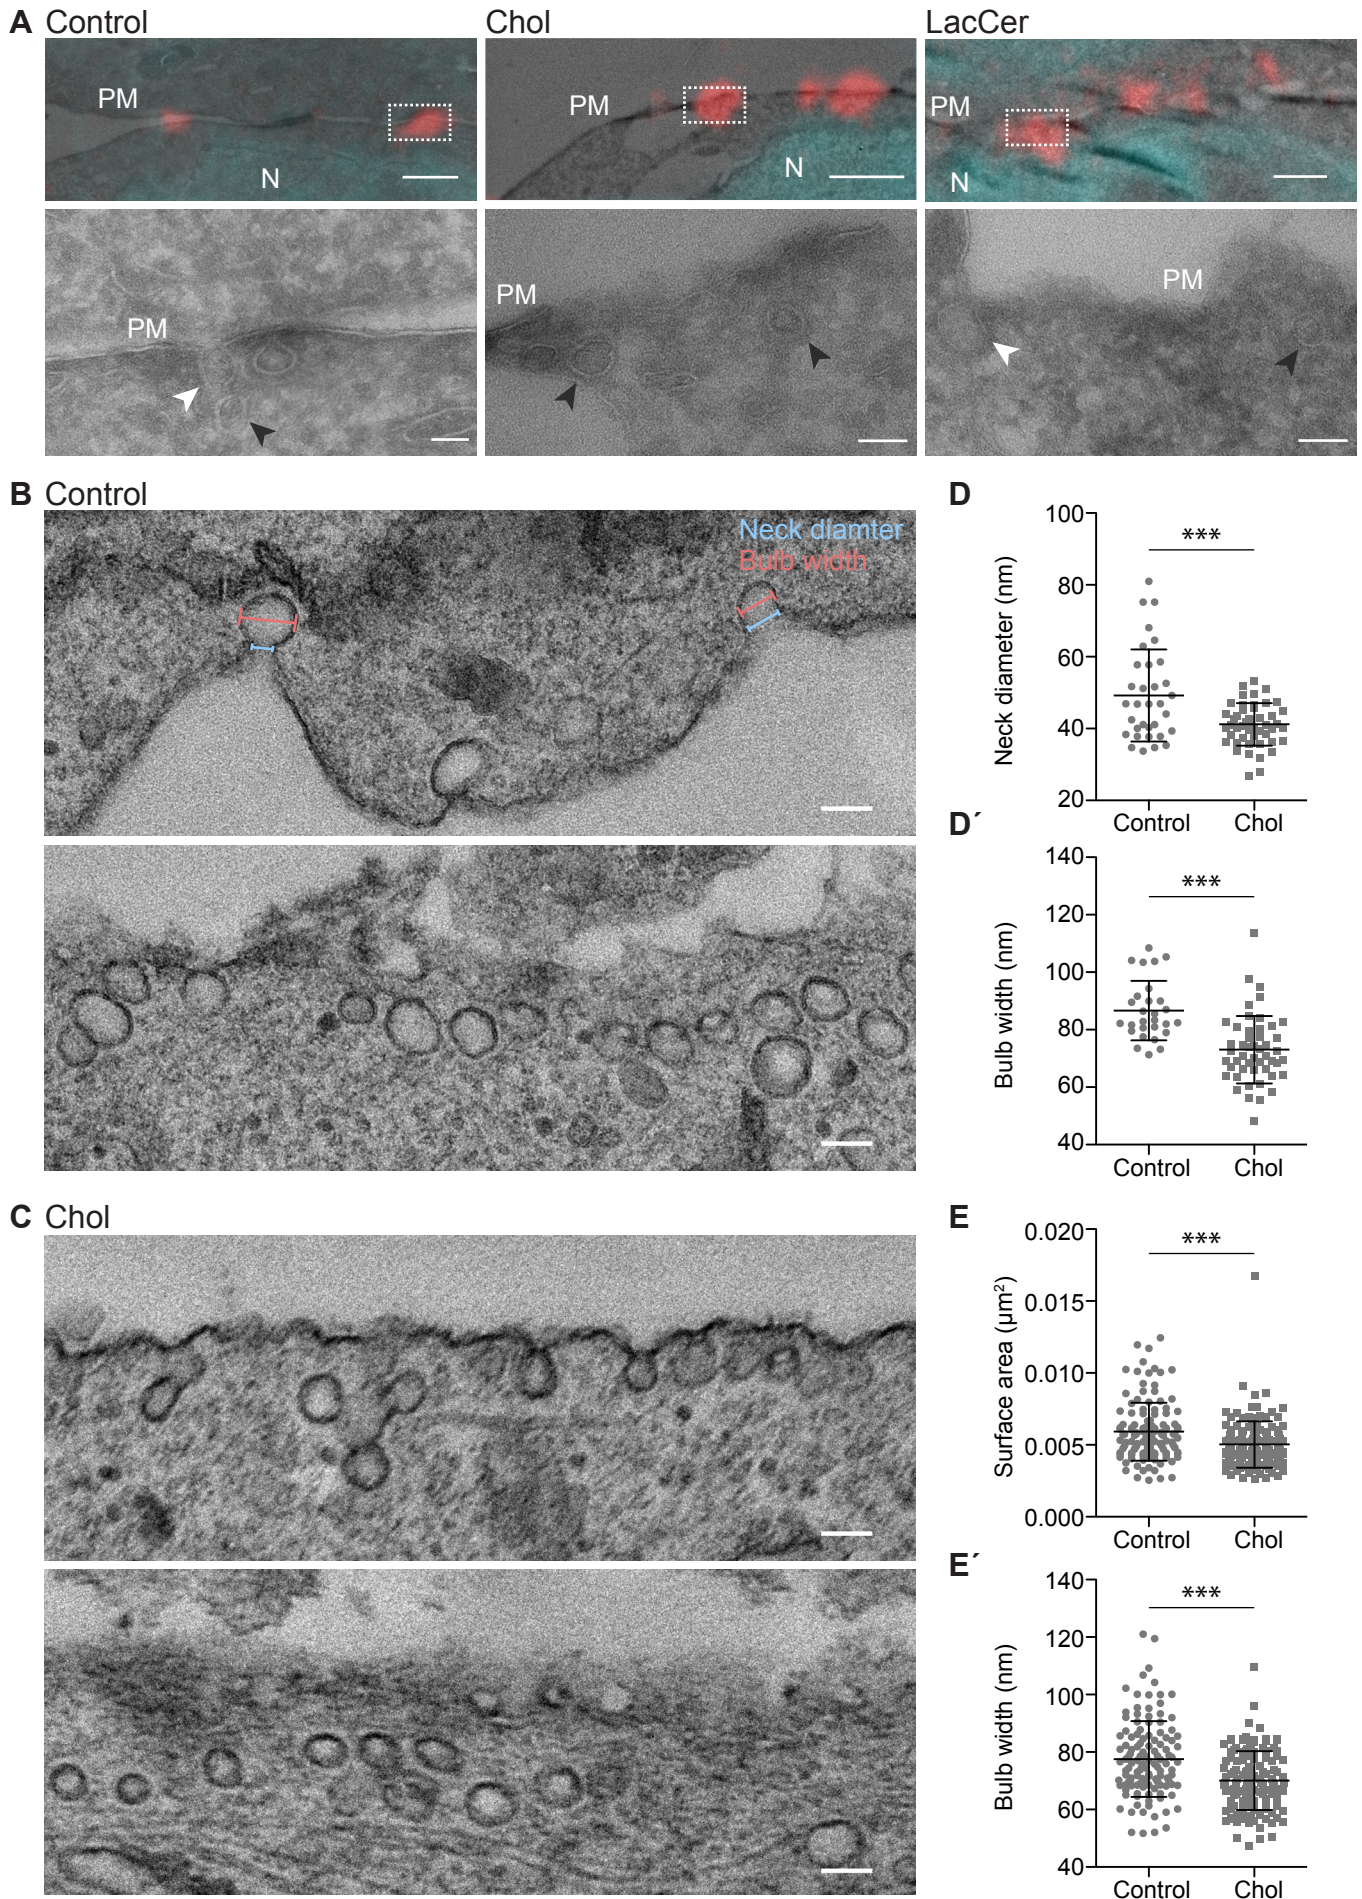 A Control
Chol
LacCer
PM
N
PM
N
PM
N
PM
PM
PM
B Control
Neck diamter
Bulb width
C Chol
D
Neck diameter (nm)
100
80
60
40
20
***
Control
Chol
D´
Bulb width (nm)
140
120
100
80
60
40
***
Control
Chol
E
Surface area (µm²)
0.020
0.015
0.010
0.005
0.000
***
Control
Chol
E´
Bulb width (nm)
140
120
100
80
60
40
***
Control
Chol